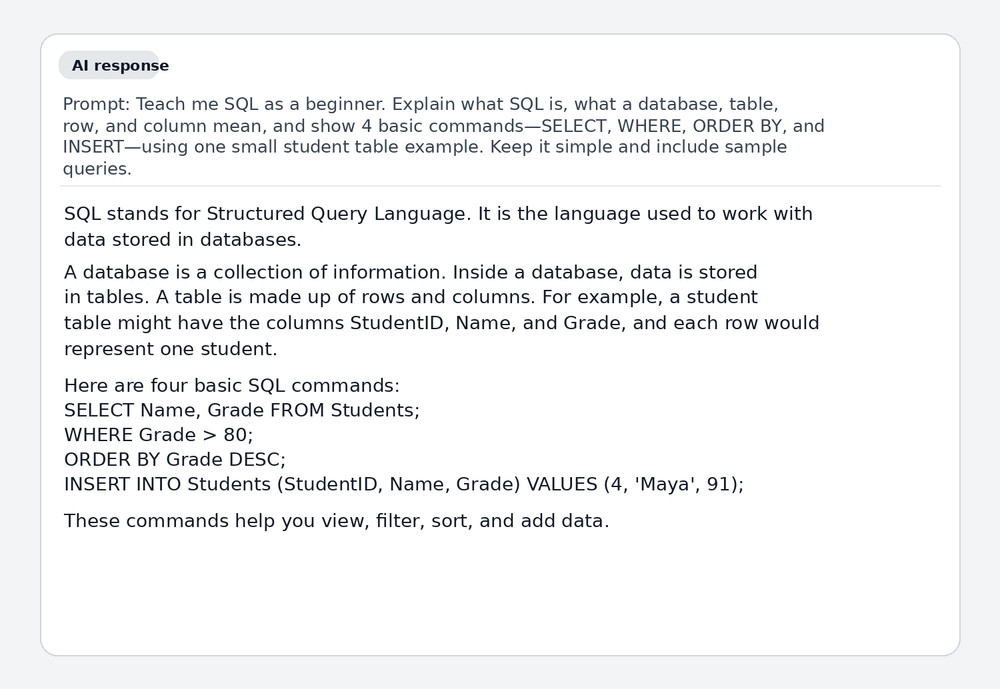 AI response
Prompt: Teach me SQL as a beginner. Explain what SQL is, what a database, table,
row, and column mean, and show 4 basic commands—SELECT, WHERE, ORDER BY, and
INSERT—using one small student table example. Keep it simple and include sample
queries.
SQL stands for Structured Query Language. It is the language used to work with
data stored in databases.
A database is a collection of information. Inside a database, data is stored
in tables. A table is made up of rows and columns. For example, a student
table might have the columns StudentID, Name, and Grade, and each row would
represent one student.
Here are four basic SQL commands:
SELECT Name, Grade FROM Students;
WHERE Grade > 80;
ORDER BY Grade DESC;
INSERT INTO Students (StudentID, Name, Grade) VALUES (4, 'Maya', 91);
These commands help you view, filter, sort, and add data.